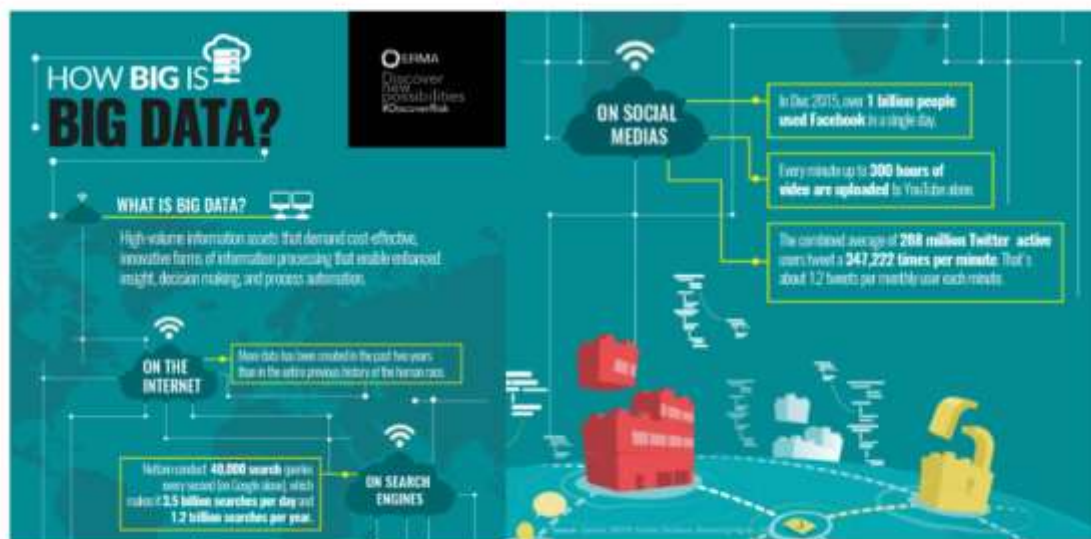 HOW BIG IS
BIG DATA?
FERMA
Discover
new
possibilities
#DiscoverRisk
WHAT IS BIG DATA?
High-volume information assets that demand cost-effective,
innovative forms of information processing that enable enhanced
insight, decision making, and process automation.
ON THE
INTERNET
More data has been created in the past two years
than in the entire previous history of the human race.
conduct 40,000 search queries
every second (on Google alone), which
makes it 3.5 billion searches per day and
1.2 trillion searches per year.
ON SEARCH
ENGINES
ON SOCIAL
MEDIAS
In Dec 2015, over 1 billion people
used Facebook in a single day.
Every minute up to 300 hours of
video are uploaded to YouTube alone.
The combined average of 288 million Twitter active
users tweet a 347,222 times per minute. That's
about 1.2 tweets per monthly user each minute.